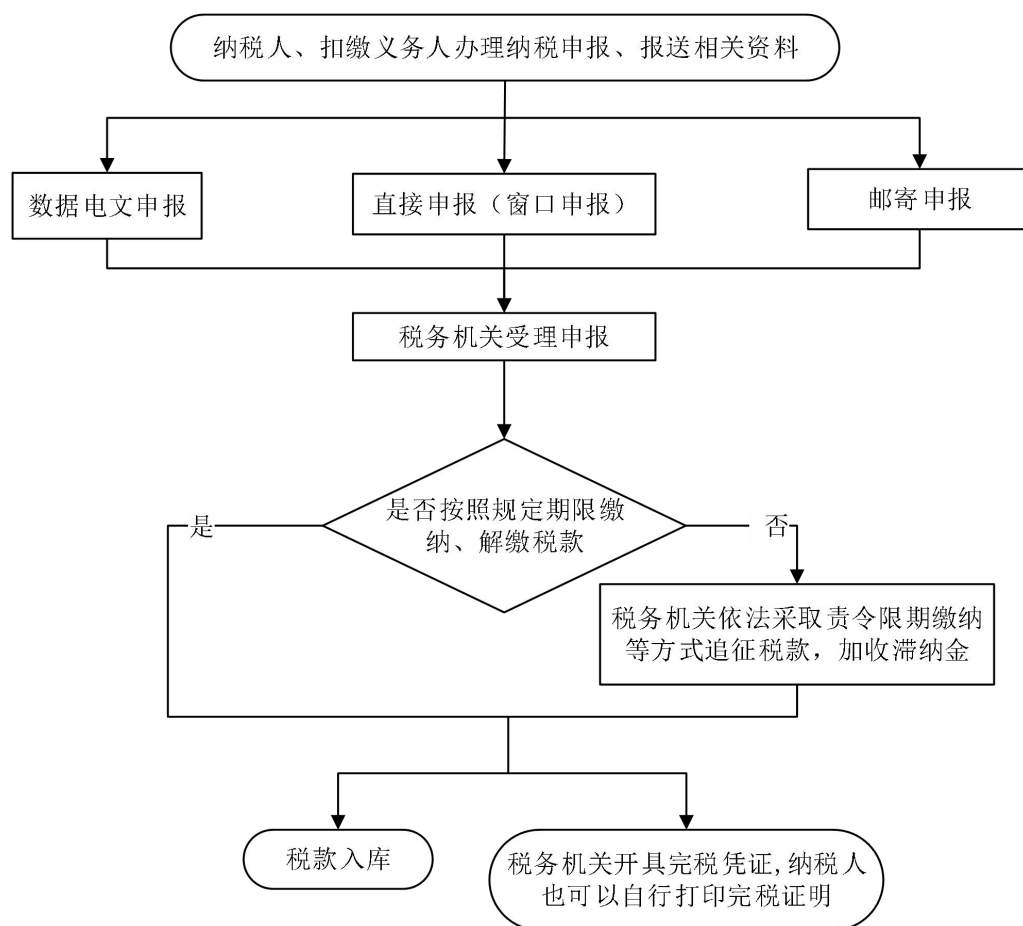 纳税人、扣缴义务人办理纳税申报、报送相关资料
数据电文申报
直接申报（窗口申报）
邮寄申报
税务机关受理申报
是否按照规定期限缴
纳、解缴税款
是
否
税务机关依法采取责令限期缴纳
等方式追征税款，加收滞纳金
税款入库
税务机关开具完税凭证,纳税人
也可以自行打印完税证明